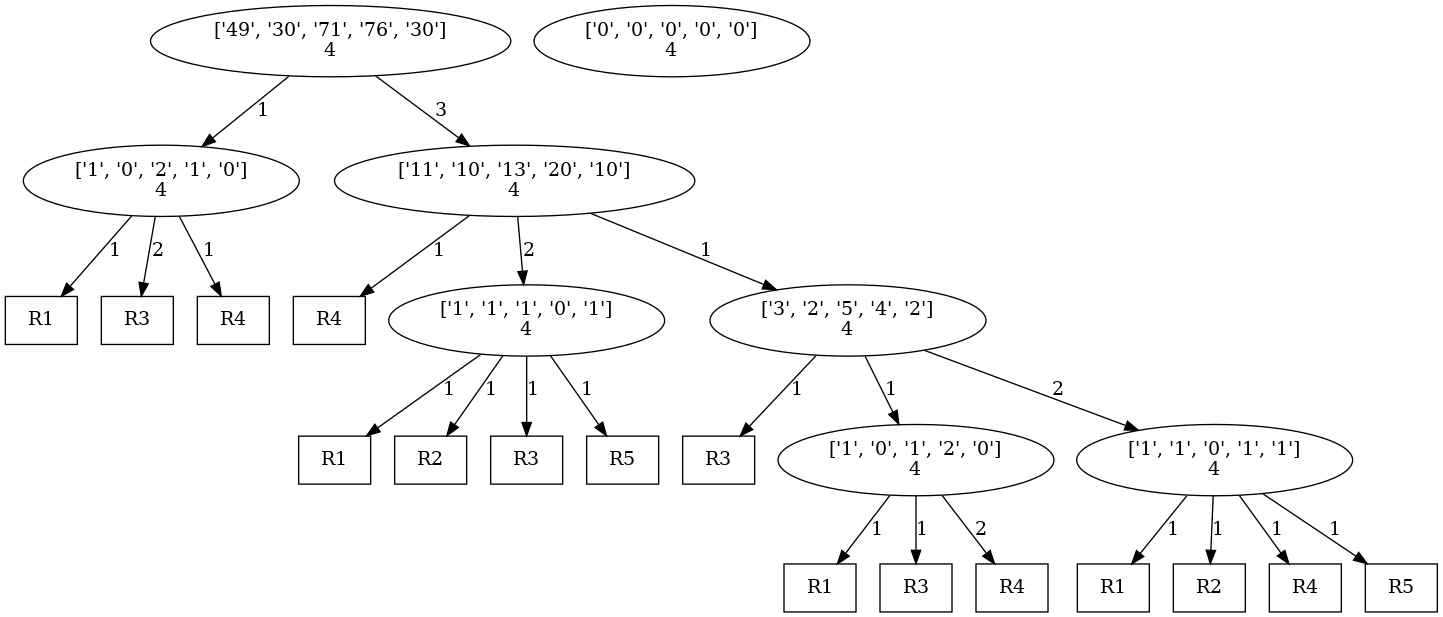 ['49', '30', '71', '76', '30']
4
['0', '0', '0', '0', '0']
4
1
3
['1', '0', '2', '1', '0']
4
['11', '10', '13', '20', '10']
4
1
2
1
1
2
1
R1
R3
R4
R4
['1', '1', '1', '0', '1']
4
['3', '2', '5', '4', '2']
4
1
1
1
1
1
1
2
R1
R2
R3
R5
R3
['1', '0', '1', '2', '0']
4
['1', '1', '0', '1', '1']
4
1
1
2
1
1
1
1
R1
R3
R4
R1
R2
R4
R5